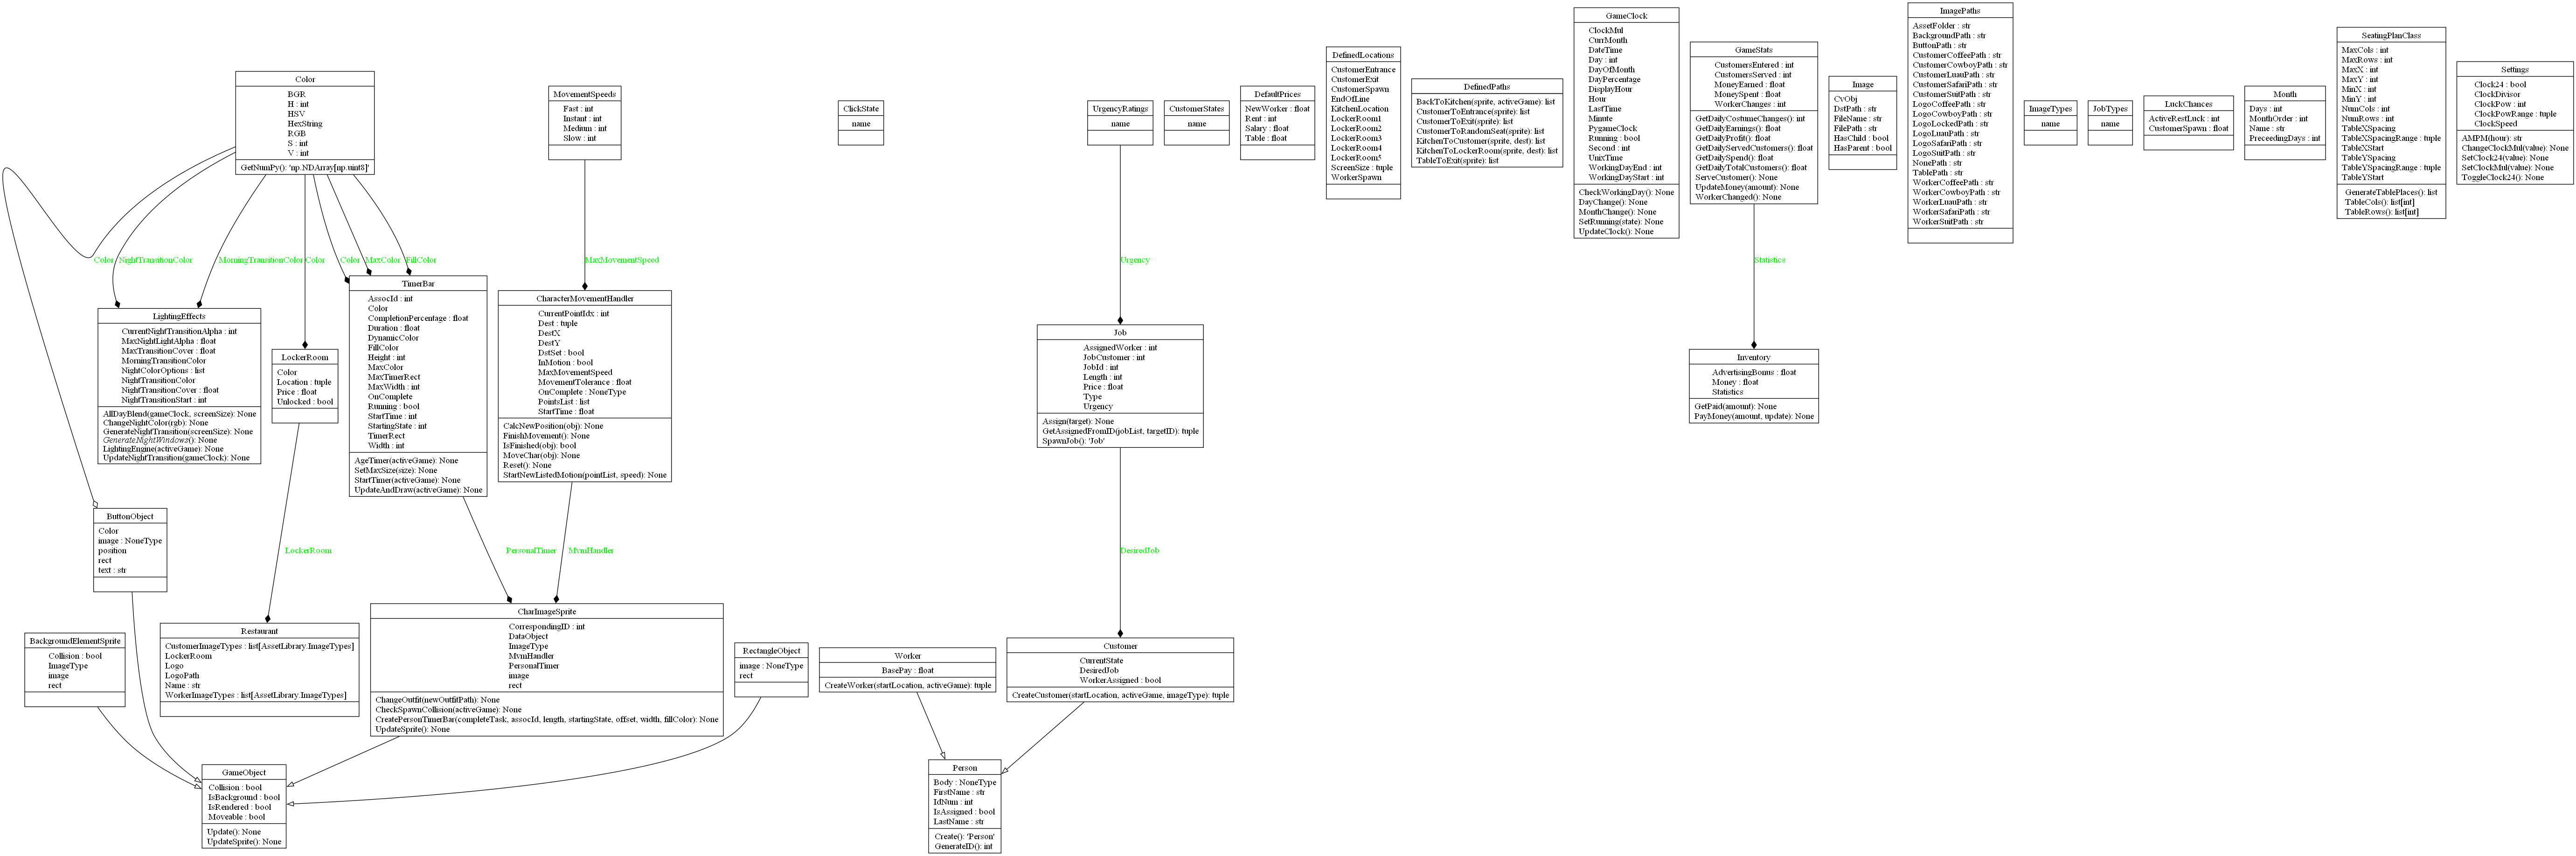 Color
BGR
H : int
HSV
HexString
RGB
S : int
V : int
GetNumPy(): 'np.NDArray[np.uint8]'
MovementSpeeds
Fast : int
Instant : int
Medium : int
Slow : int
ClickState
name
UrgencyRatings
name
CustomerStates
name
DefaultPrices
NewWorker : float
Rent : int
Salary : float
Table : float
DefinedLocations
CustomerEntrance
CustomerExit
CustomerSpawn
EndOfLine
KitchenLocation
LockerRoom1
LockerRoom2
LockerRoom3
LockerRoom4
LockerRoom5
ScreenSize : tuple
WorkerSpawn
DefinedPaths
BackToKitchen(sprite, activeGame): list
CustomerToEntrance(sprite): list
CustomerToExit(sprite): list
CustomerToRandomSeat(sprite): list
KitchenToCustomer(sprite, dest): list
KitchenToLockerRoom(sprite, dest): list
TableToExit(sprite): list
GameClock
ClockMul
CurrMonth
DateTime
Day : int
DayOfMonth
DayPercentage
DisplayHour
Hour
LastTime
Minute
PygameClock
Running : bool
Second : int
UnixTime
WorkingDayEnd : int
WorkingDayStart : int
CheckWorkingDay(): None
DayChange(): None
MonthChange(): None
SetRunning(state): None
UpdateClock(): None
GameStats
CustomersEntered : int
CustomersServed : int
MoneyEarned : float
MoneySpent : float
WorkerChanges : int
GetDailyCostumeChanges(): int
GetDailyEarnings(): float
GetDailyProfit(): float
GetDailyServedCustomers(): float
GetDailySpend(): float
GetDailyTotalCustomers(): float
ServeCustomer(): None
UpdateMoney(amount): None
WorkerChanged(): None
Image
CvObj
DstPath : str
FileName : str
FilePath : str
HasChild : bool
HasParent : bool
ImagePaths
AssetFolder : str
BackgroundPath : str
ButtonPath : str
CustomerCoffeePath : str
CustomerCowboyPath : str
CustomerLuauPath : str
CustomerSafariPath : str
CustomerSuitPath : str
LogoCoffeePath : str
LogoCowboyPath : str
LogoLockedPath : str
LogoLuauPath : str
LogoSafariPath : str
LogoSuitPath : str
NonePath : str
TablePath : str
WorkerCoffeePath : str
WorkerCowboyPath : str
WorkerLuauPath : str
WorkerSafariPath : str
WorkerSuitPath : str
ImageTypes
name
JobTypes
name
LuckChances
ActiveRestLuck : int
CustomerSpawn : float
Month
Days : int
MonthOrder : int
Name : str
PreceedingDays : int
SeatingPlanClass
MaxCols : int
MaxRows : int
MaxX : int
MaxY : int
MinX : int
MinY : int
NumCols : int
NumRows : int
TableXSpacing
TableXSpacingRange : tuple
TableXStart
TableYSpacing
TableYSpacingRange : tuple
TableYStart
GenerateTablePlaces(): list
TableCols(): list[int]
TableRows(): list[int]
Settings
Clock24 : bool
ClockDivisor
ClockPow : int
ClockPowRange : tuple
ClockSpeed
AMPM(hour): str
ChangeClockMul(value): None
SetClock24(value): None
SetClockMul(value): None
ToggleClock24(): None
Color
NightTransitionColor
MorningTransitionColor
Color
Color
MaxColor
FillColor
MaxMovementSpeed
Urgency
Statistics
LightingEffects
CurrentNightTransitionAlpha : int
MaxNightLightAlpha : float
MaxTransitionCover : float
MorningTransitionColor
NightColorOptions : list
NightTransitionColor
NightTransitionCover : float
NightTransitionStart : int
AllDayBlend(gameClock, screenSize): None
ChangeNightColor(rgb): None
GenerateNightTransition(screenSize): None
GenerateNightWindows(): None
LightingEngine(activeGame): None
UpdateNightTransition(gameClock): None
LockerRoom
Color
Location : tuple
Price : float
Unlocked : bool
TimerBar
AssocId : int
Color
CompletionPercentage : float
Duration : float
DynamicColor
FillColor
Height : int
MaxColor
MaxTimerRect
MaxWidth : int
OnComplete
Running : bool
StartTime : int
StartingState : int
TimerRect
Width : int
AgeTimer(activeGame): None
SetMaxSize(size): None
StartTimer(activeGame): None
UpdateAndDraw(activeGame): None
CharacterMovementHandler
CurrentPointIdx : int
Dest : tuple
DestX
DestY
DstSet : bool
InMotion : bool
MaxMovementSpeed
MovementTolerance : float
OnComplete : NoneType
PointsList : list
StartTime : float
CalcNewPosition(obj): None
FinishMovement(): None
IsFinished(obj): bool
MoveChar(obj): None
Reset(): None
StartNewListedMotion(pointList, speed): None
Job
AssignedWorker : int
JobCustomer : int
JobId : int
Length : int
Price : float
Type
Urgency
Assign(target): None
GetAssignedFromID(jobList, targetID): tuple
SpawnJob(): 'Job'
Inventory
AdvertisingBonus : float
Money : float
Statistics
GetPaid(amount): None
PayMoney(amount, update): None
ButtonObject
Color
image : NoneType
position
rect
text : str
LockerRoom
PersonalTimer
MvmHandler
DesiredJob
BackgroundElementSprite
Collision : bool
ImageType
image
rect
Restaurant
CustomerImageTypes : list[AssetLibrary.ImageTypes]
LockerRoom
Logo
LogoPath
Name : str
WorkerImageTypes : list[AssetLibrary.ImageTypes]
CharImageSprite
CorrespondingID : int
DataObject
ImageType
MvmHandler
PersonalTimer
image
rect
ChangeOutfit(newOutfitPath): None
CheckSpawnCollision(activeGame): None
CreatePersonTimerBar(completeTask, assocId, length, startingState, offset, width, fillColor): None
UpdateSprite(): None
RectangleObject
image : NoneType
rect
Worker
BasePay : float
CreateWorker(startLocation, activeGame): tuple
Customer
CurrentState
DesiredJob
WorkerAssigned : bool
CreateCustomer(startLocation, activeGame, imageType): tuple
GameObject
Collision : bool
IsBackground : bool
IsRendered : bool
Moveable : bool
Update(): None
UpdateSprite(): None
Person
Body : NoneType
FirstName : str
IdNum : int
IsAssigned : bool
LastName : str
Create(): 'Person'
GenerateID(): int